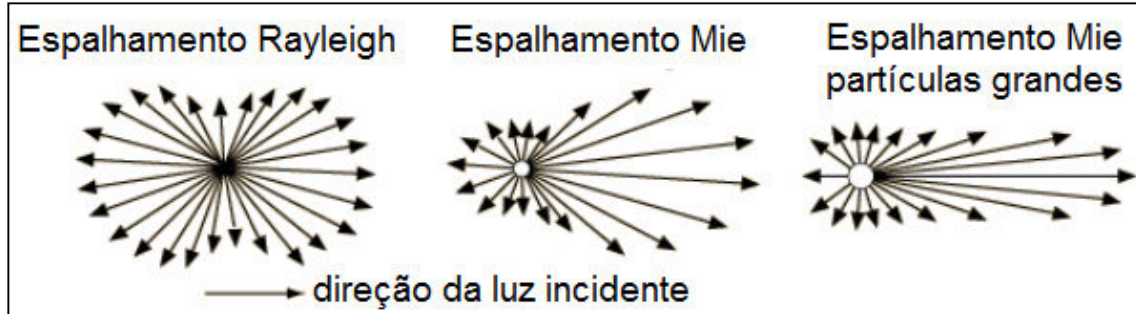 Espalhamento Rayleigh
Espalhamento Mie
Espalhamento Mie
partículas grandes
direção da luz incidente